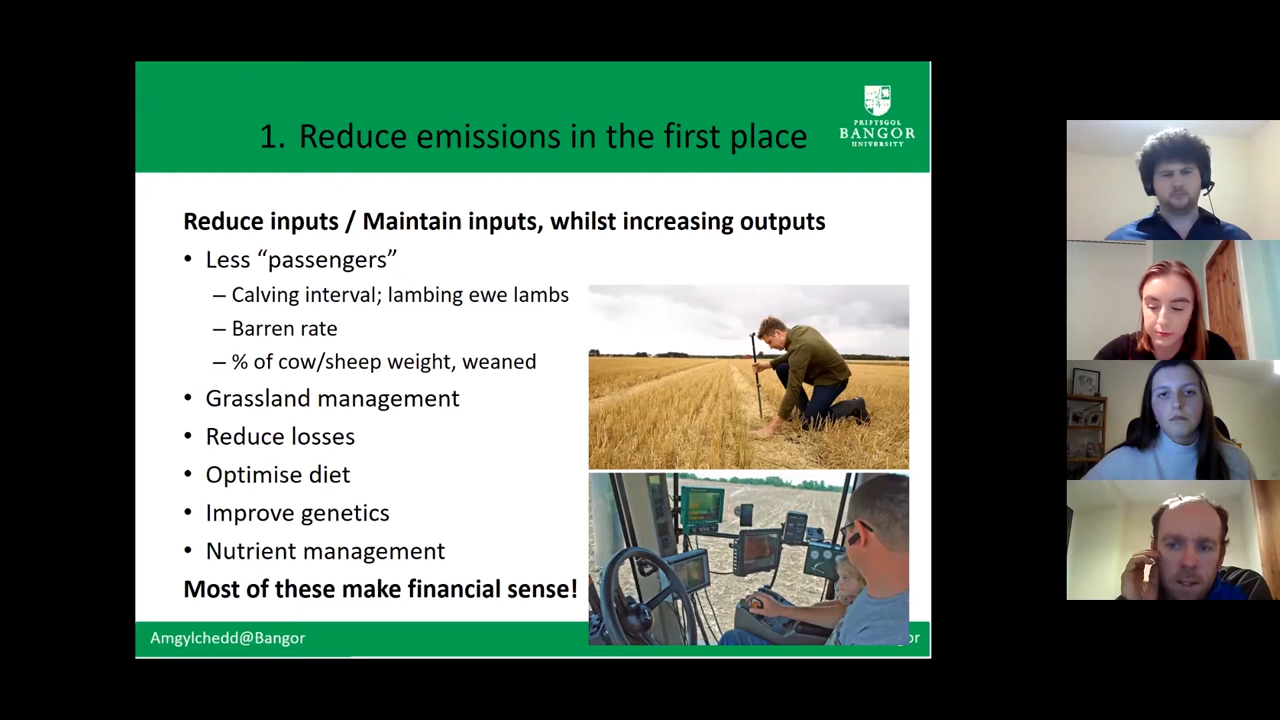 1. Reduce emissions in the first place
PRIFYSGOL
BANGOR
UNIVERSITY
Reduce inputs / Maintain inputs, whilst increasing outputs
• Less “passengers”
– Calving interval; lambing ewe lambs
– Barren rate
– % of cow/sheep weight, weaned
• Grassland management
• Reduce losses
• Optimise diet
• Improve genetics
• Nutrient management
Most of these make financial sense!
Amgylchedd@Bangor
or